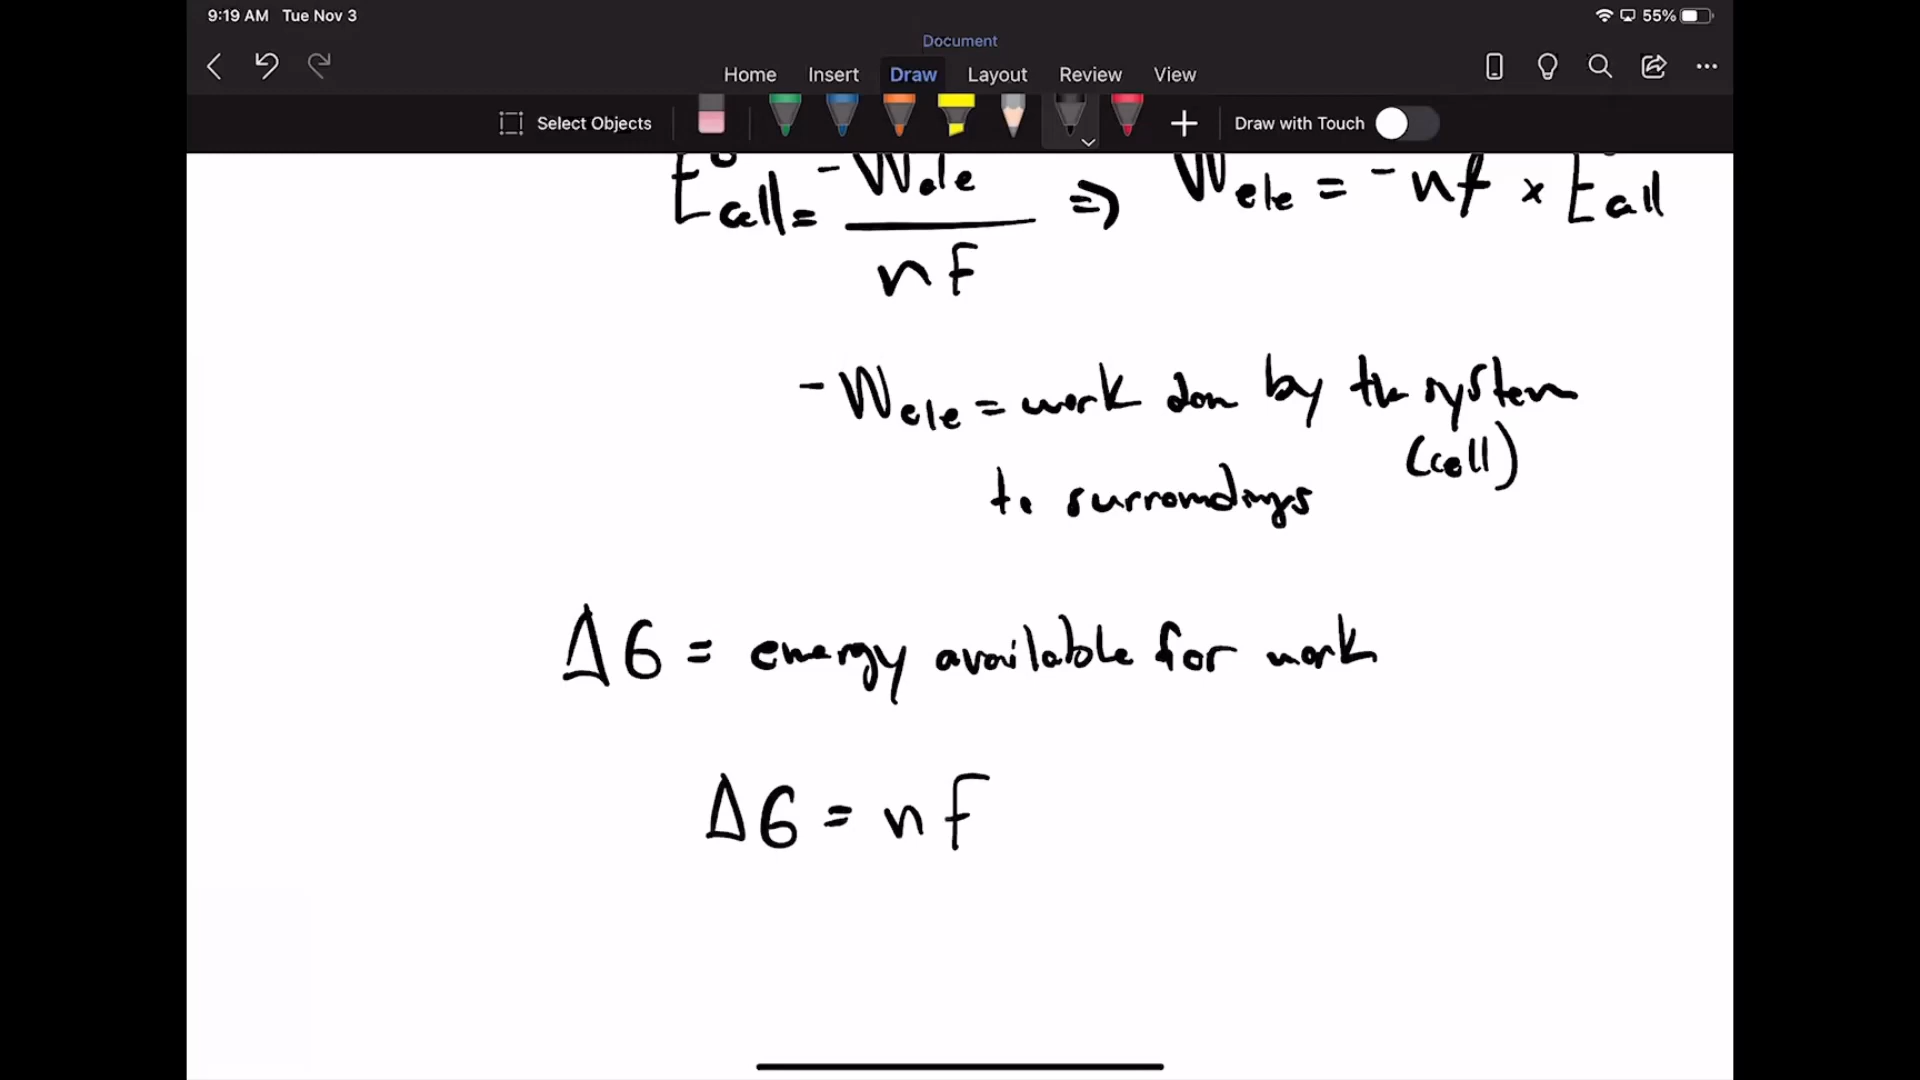 9:19 AM Tue Nov 3
55%
Document
Home Insert Draw Layout Review View
Select Objects
Draw with Touch
E°cell = -Wele / nF ⇒ Wele = -nF × E°cell
-Wele = work done by the system
(cell)
to surroundings
ΔG = energy available for work
ΔG = nF